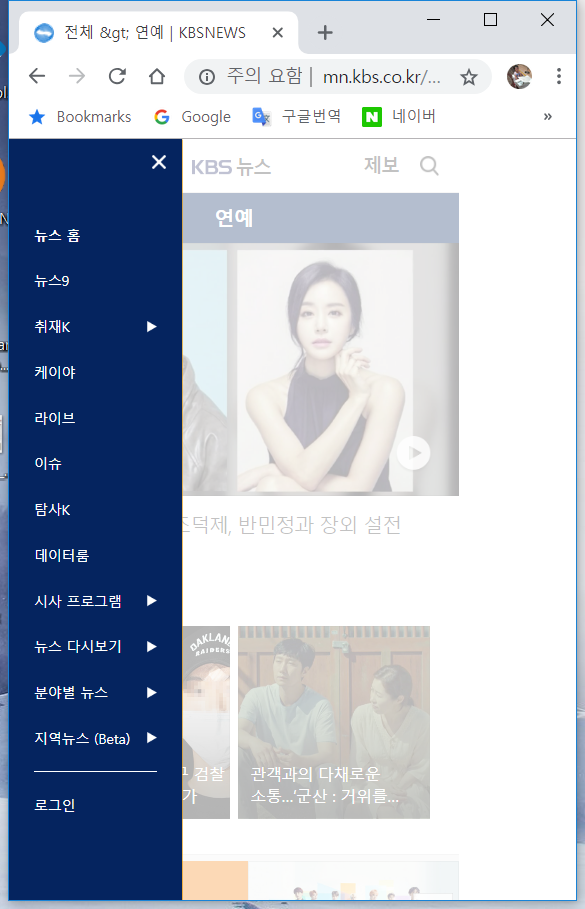 전체 &gt; 연예 | KBSNEWS
주의 요함 | mn.kbs.co.kr/...
Bookmarks Google 구글번역 네이버 »
KBS 뉴스 제보
연예
뉴스 홈
뉴스9
취재K
케이야
라이브
이슈
탐사K
데이터룸
시사 프로그램
뉴스 다시보기
분야별 뉴스
지역뉴스 (Beta)
로그인
조덕제, 반민정과 장외 설전
OAKLAND
RAIDERS
검찰
가
관객과의 다채로운
소통...'군산 : 거위를...